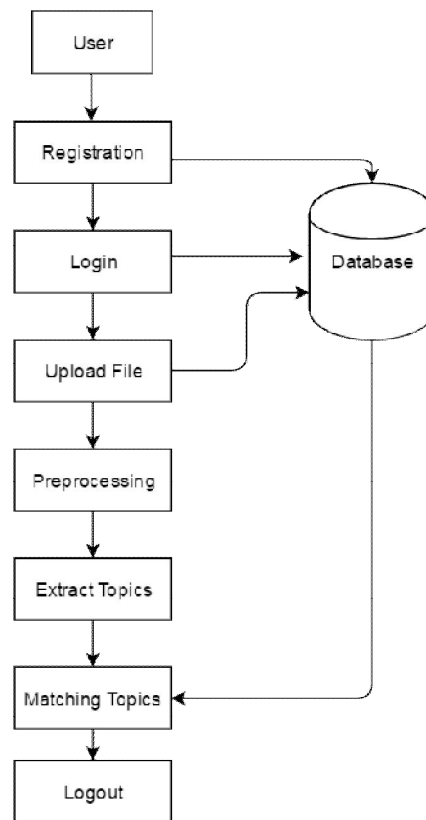 User
Registration
Login
Database
Upload File
Preprocessing
Extract Topics
Matching Topics
Logout